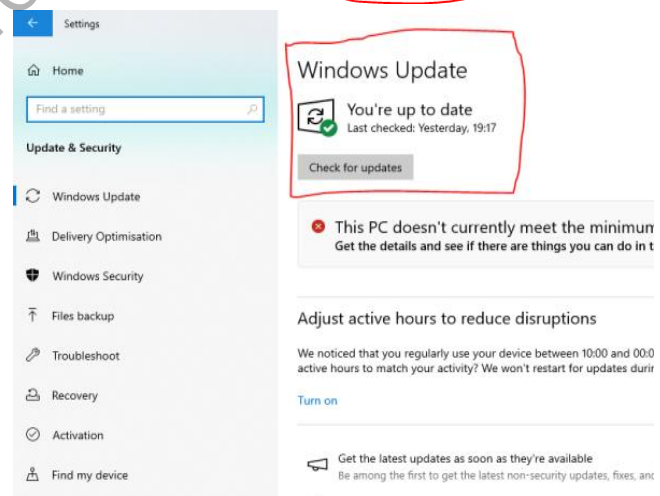 Settings
Home
Find a setting
Update & Security
Windows Update
Delivery Optimisation
Windows Security
Files backup
Troubleshoot
Recovery
Activation
Find my device
Windows Update
You're up to date
Last checked: Yesterday, 19:17
Check for updates
This PC doesn't currently meet the minimum
Get the details and see if there are things you can do in
Adjust active hours to reduce disruptions
We noticed that you regularly use your device between 10:00 and 00:0
active hours to match your activity? We won't restart for updates
Turn on
Get the latest updates as soon as they're available
Be among the first to get the latest non-security updates, fixes, and